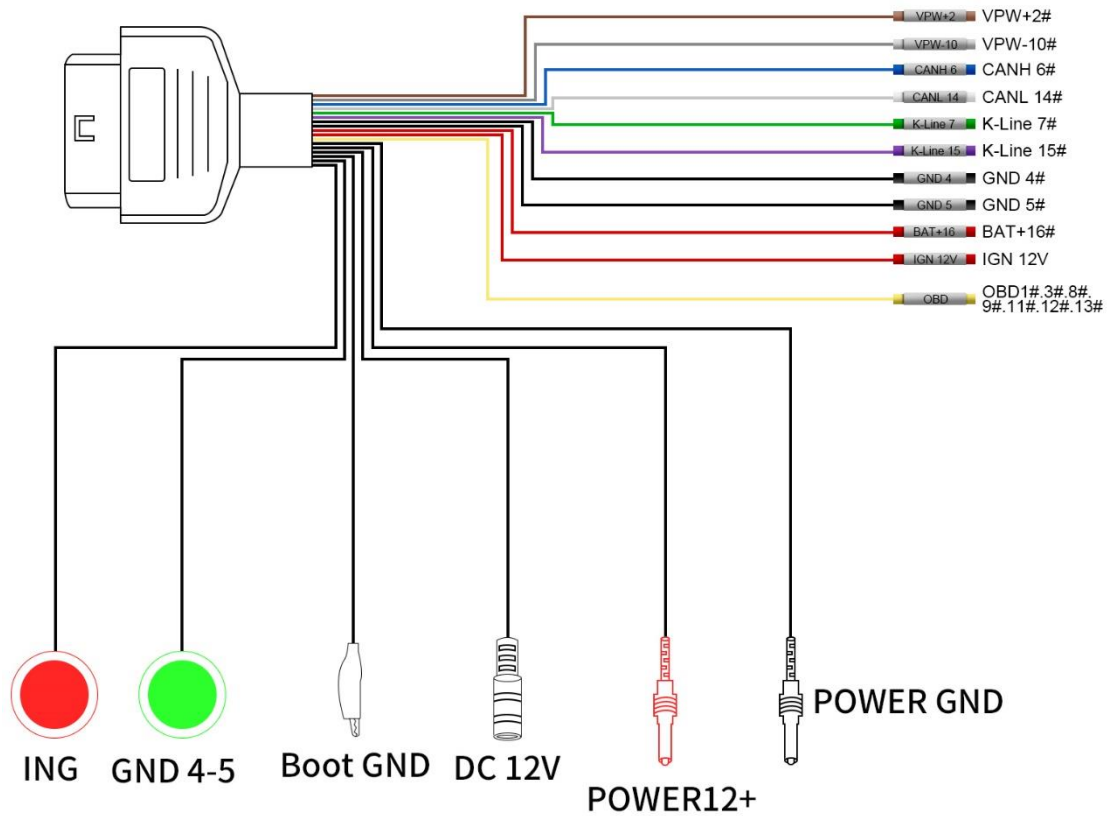 VPW+2 VPW+2#
VPW-10 VPW-10#
CANH 6 CANH 6#
CANL 14 CANL 14#
K-Line 7 K-Line 7#
K-Line 15 K-Line 15#
GND 4 GND 4#
GND 5 GND 5#
BAT+16 BAT+16#
IGN 12V IGN 12V
OBD OBD1#.3#.8#.
9#.11#.12#.13#
ING
GND 4-5
Boot GND
DC 12V
POWER12+
POWER GND